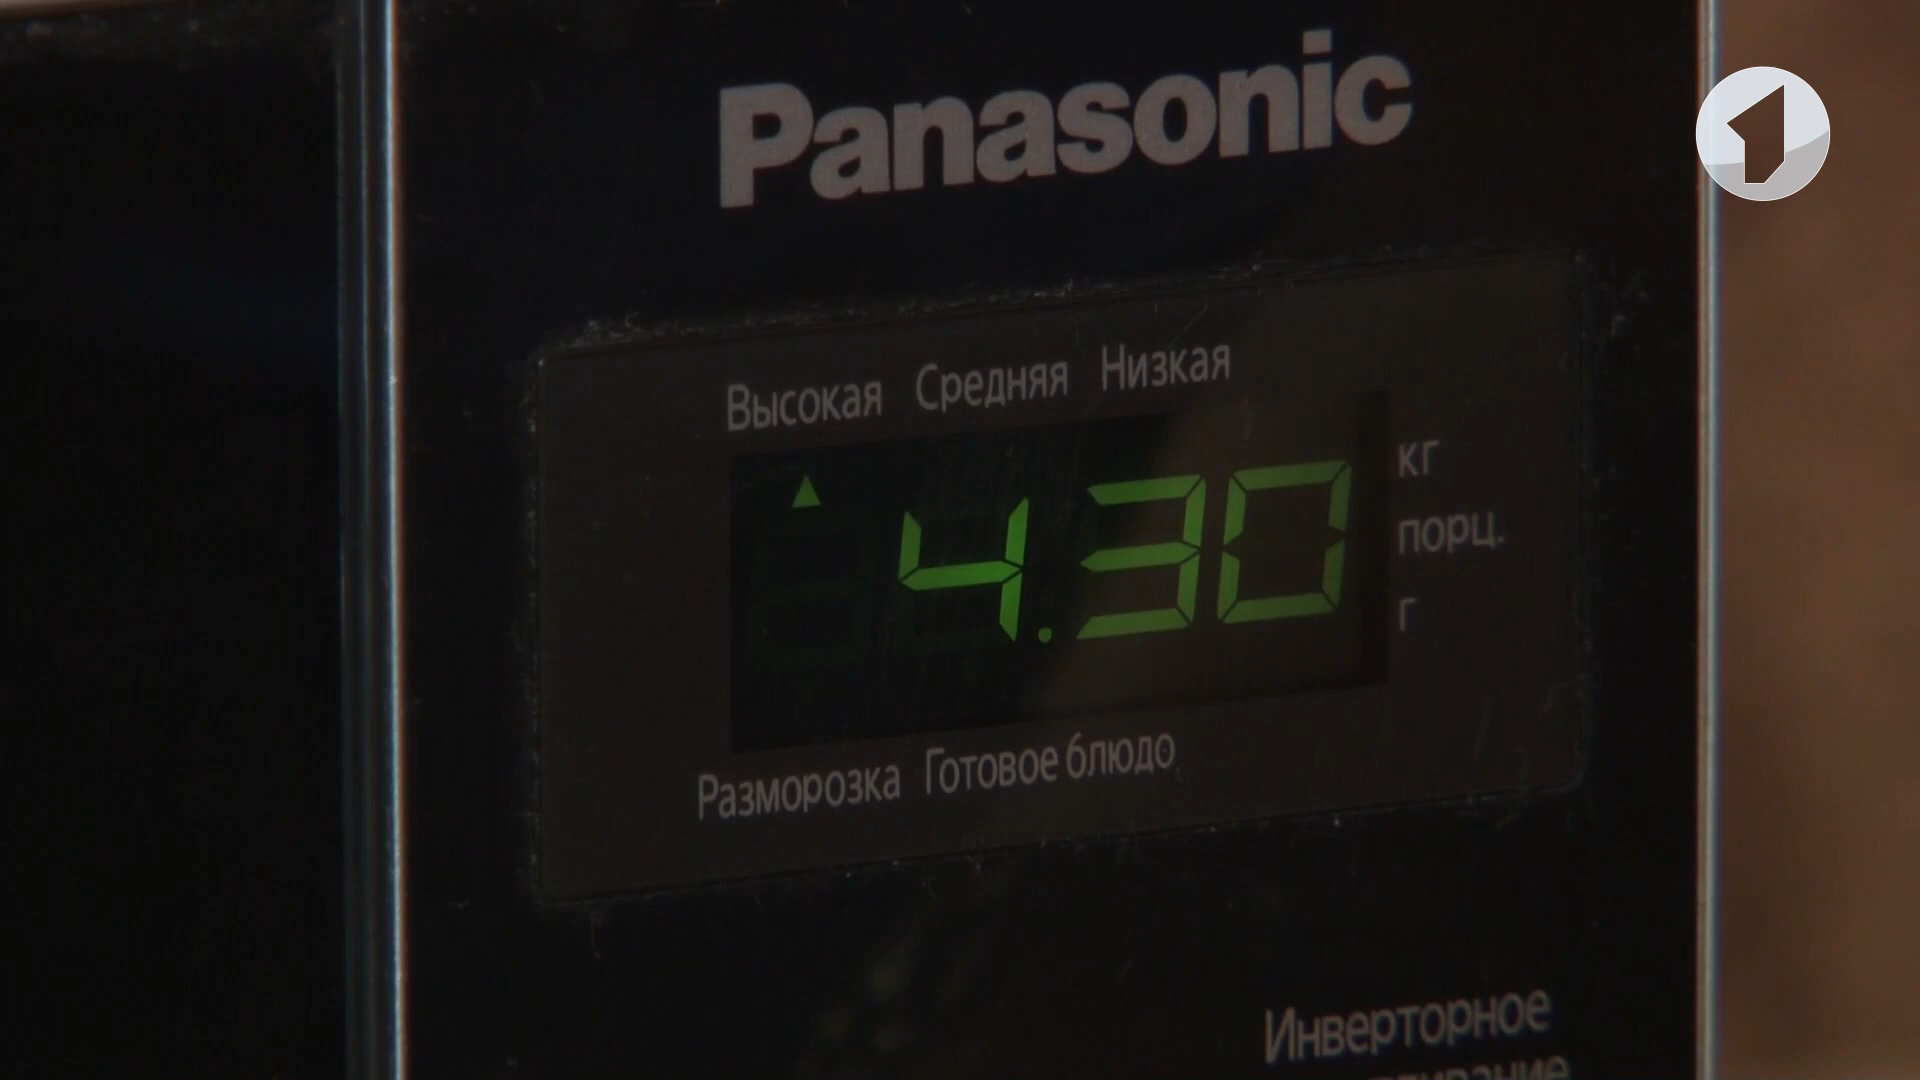 Panasonic
Высокая Средняя Низкая
4.30
кг
порц.
г
Разморозка Готовое блюдо
Инверторное